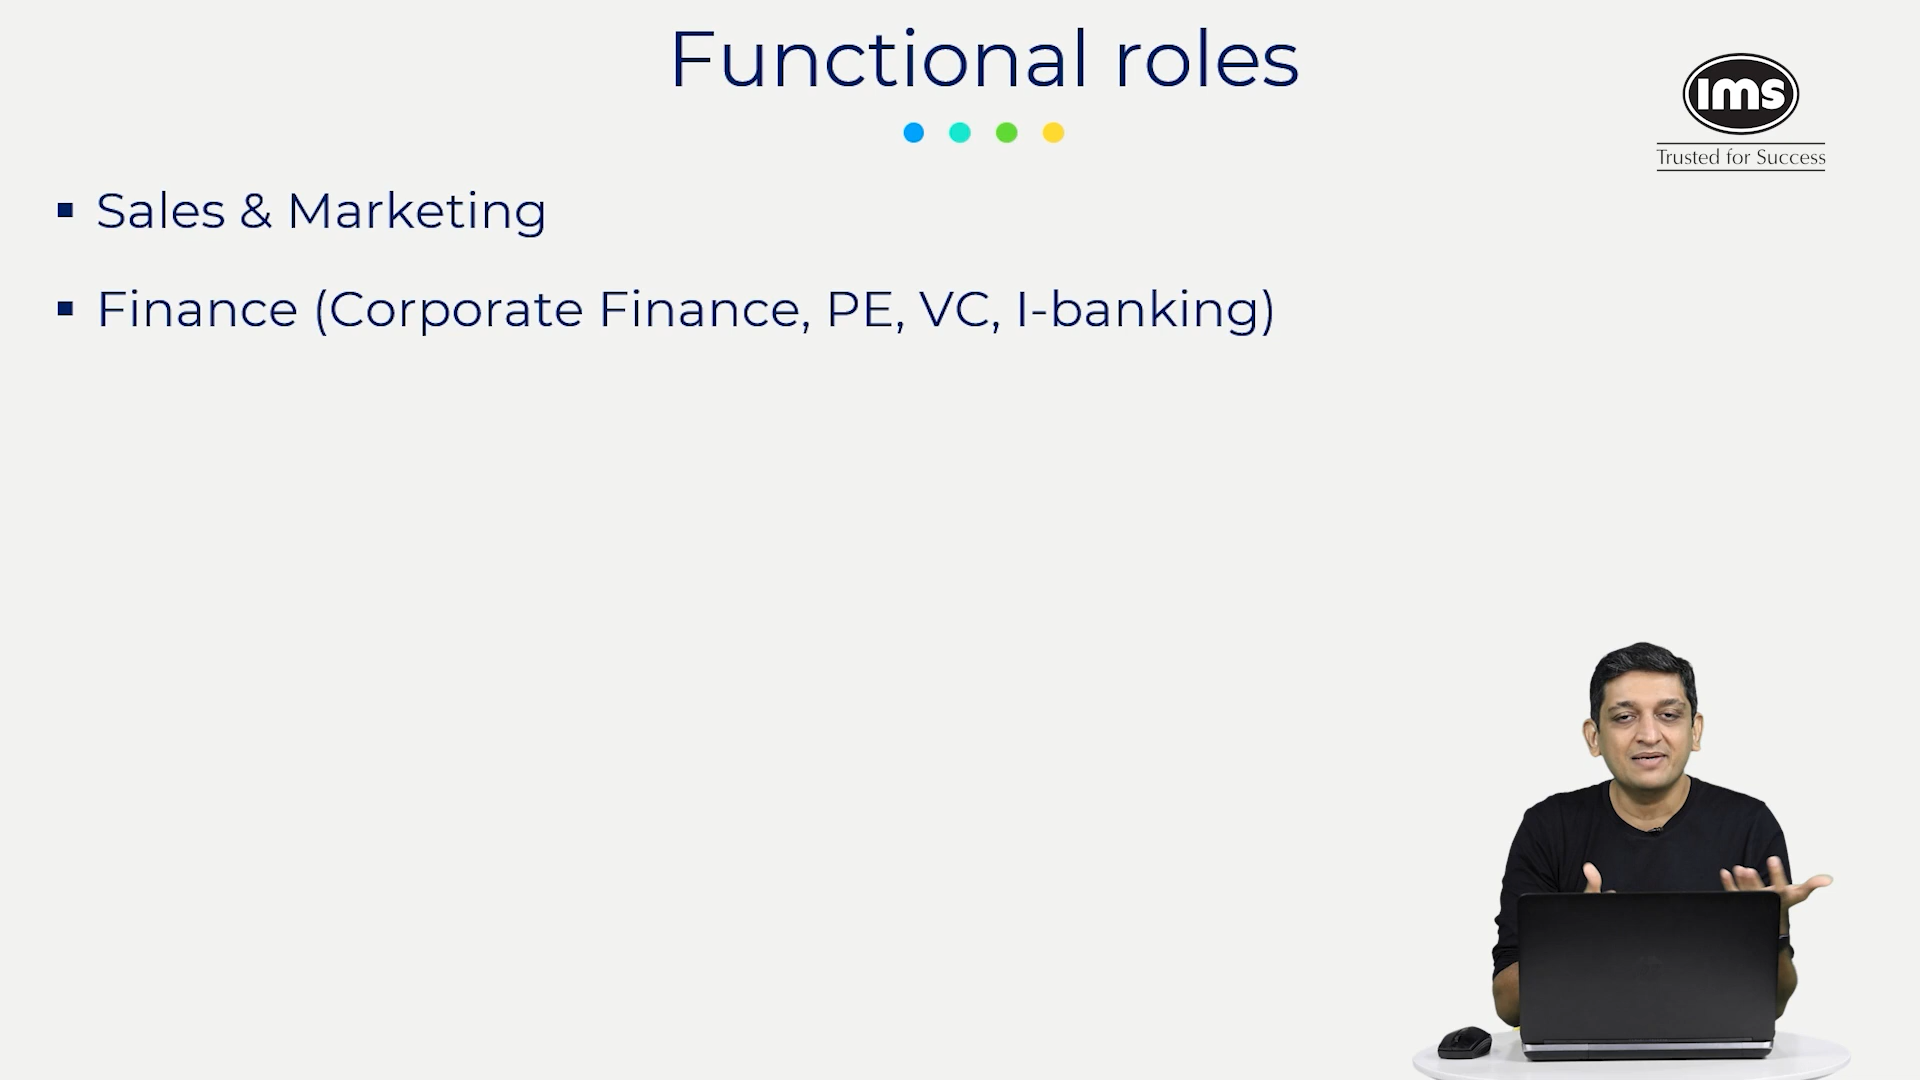 Functional roles
ims
Trusted for Success
▪ Sales & Marketing
▪ Finance (Corporate Finance, PE, VC, I-banking)